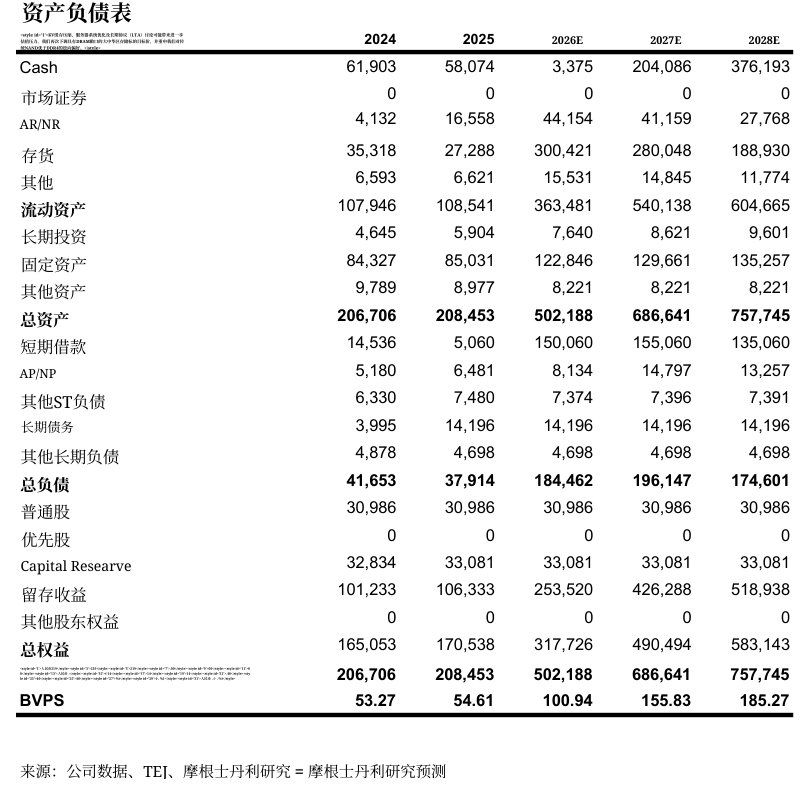 资产负债表
2024 2025 2026E 2027E 2028E
Cash 61,903 58,074 3,375 204,086 376,193
市场证券 0 0 0 0 0
AR/NR 4,132 16,558 44,154 41,159 27,768
存货 35,318 27,288 300,421 280,048 188,930
其他 6,593 6,621 15,531 14,845 11,774
流动资产 107,946 108,541 363,481 540,138 604,665
长期投资 4,645 5,904 7,640 8,621 9,601
固定资产 84,327 85,031 122,846 129,661 135,257
其他资产 9,789 8,977 8,221 8,221 8,221
总资产 206,706 208,453 502,188 686,641 757,745
短期借款 14,536 5,060 150,060 155,060 135,060
AP/NP 5,180 6,481 8,134 14,797 13,257
其他ST负债 6,330 7,480 7,374 7,396 7,391
长期债务 3,995 14,196 14,196 14,196 14,196
其他长期负债 4,878 4,698 4,698 4,698 4,698
总负债 41,653 37,914 184,462 196,147 174,601
普通股 30,986 30,986 30,986 30,986 30,986
优先股 0 0 0 0 0
Capital Researve 32,834 33,081 33,081 33,081 33,081
留存收益 101,233 106,333 253,520 426,288 518,938
其他股东权益 0 0 0 0 0
总权益 165,053 170,538 317,726 490,494 583,143
206,706 208,453 502,188 686,641 757,745
BVPS 53.27 54.61 100.94 155.83 185.27
来源：公司数据、TEJ、摩根士丹利研究 = 摩根士丹利研究预测